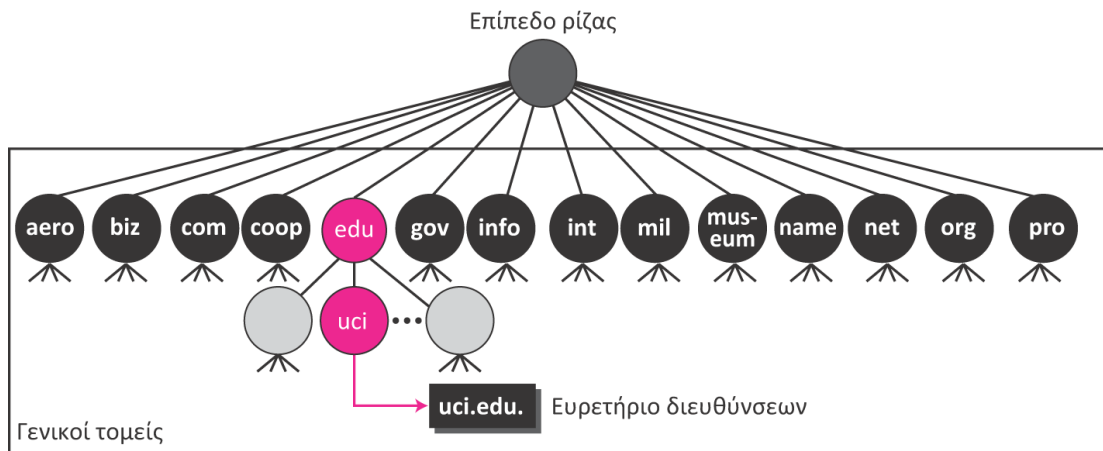 Επίπεδο ρίζας
aero biz com coop edu gov info int mil mus-
eum name net org pro
uci
uci.edu. Ευρετήριο διευθύνσεων
Γενικοί τομείς